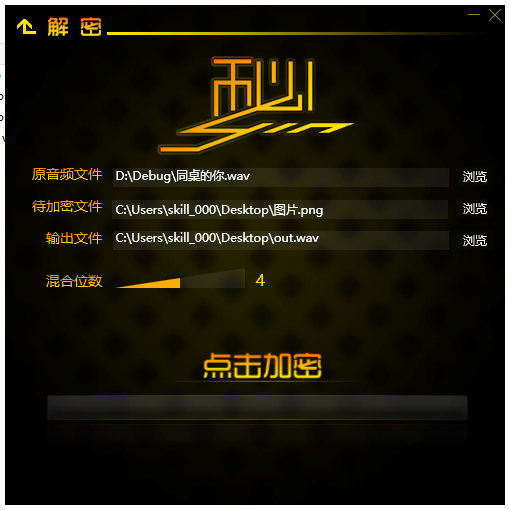 解 密
原音频文件 D:\Debug\同桌的你.wav 浏览
待加密文件 C:\Users\skill_000\Desktop\图片.png 浏览
输出文件 C:\Users\skill_000\Desktop\out.wav 浏览
混合位数 4
点击加密